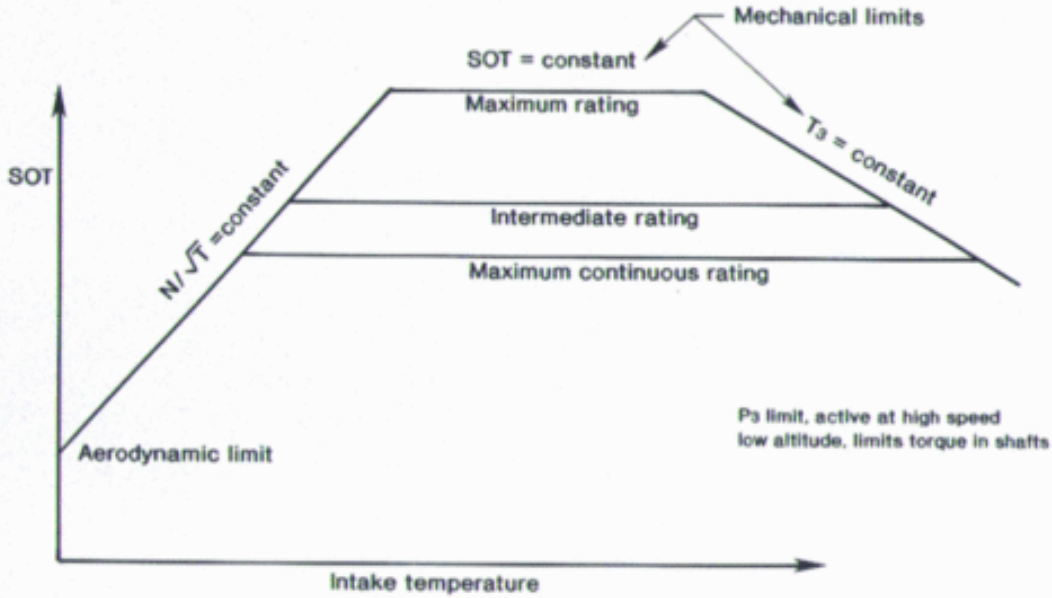 Mechanical limits
SOT = constant
Maximum rating
T3 = constant
SOT
N/√T = constant
Intermediate rating
Maximum continuous rating
P3 limit, active at high speed
low altitude, limits torque in shafts
Aerodynamic limit
Intake temperature